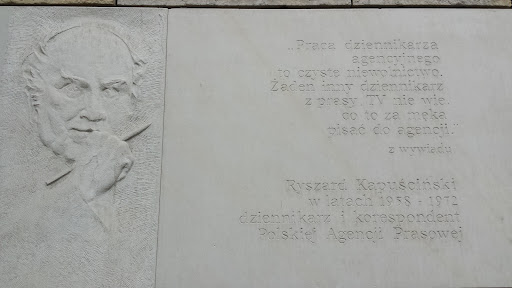 „Praca dziennikarza
agencyjnego
to czyste niewolnictwo.
Żaden inny dziennikarz
z prasy, TV nie wie,
co to za męka
pisać do agencji."
z wywiadu
Ryszard Kapuściński
w latach 1958 - 1972
dziennikarz i korespondent
Polskiej Agencji Prasowej